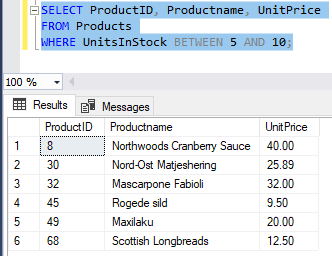 SELECT ProductID, Productname, UnitPrice
FROM Products
WHERE UnitsInStock BETWEEN 5 AND 10;
100 %
Results Messages
ProductID Productname UnitPrice
1 8 Northwoods Cranberry Sauce 40.00
2 30 Nord-Ost Matjeshering 25.89
3 32 Mascarpone Fabioli 32.00
4 45 Rogede sild 9.50
5 49 Maxilaku 20.00
6 68 Scottish Longbreads 12.50